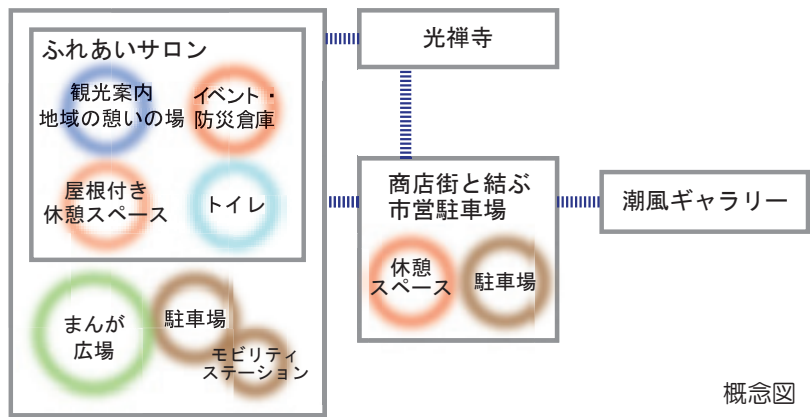 ふれあいサロン
観光案内
地域の憩いの場
イベント・
防災倉庫
屋根付き
休憩スペース
トイレ
まんが
広場
駐車場
モビリティ
ステーション
光禅寺
商店街と結ぶ
市営駐車場
休憩
スペース
駐車場
潮風ギャラリー
概念図